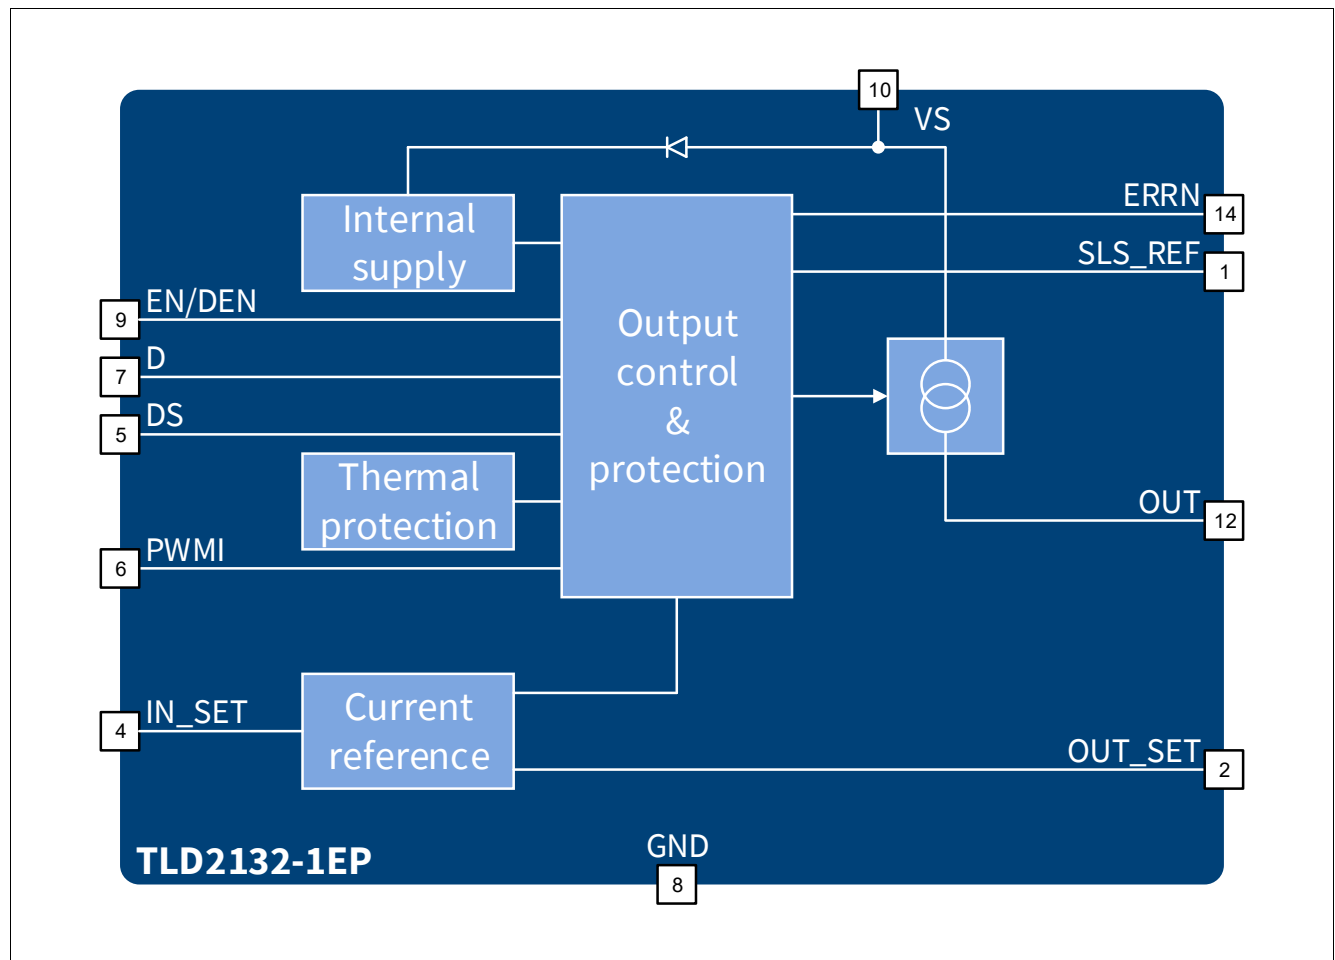 10
VS
ERRN
14
Internal
supply
SLS_REF
1
EN/DEN
9
Output
control
&
protection
D
7
DS
5
Thermal
protection
OUT
12
PWMI
6
Current
reference
IN_SET
4
OUT_SET
2
GND
8
TLD2132-1EP